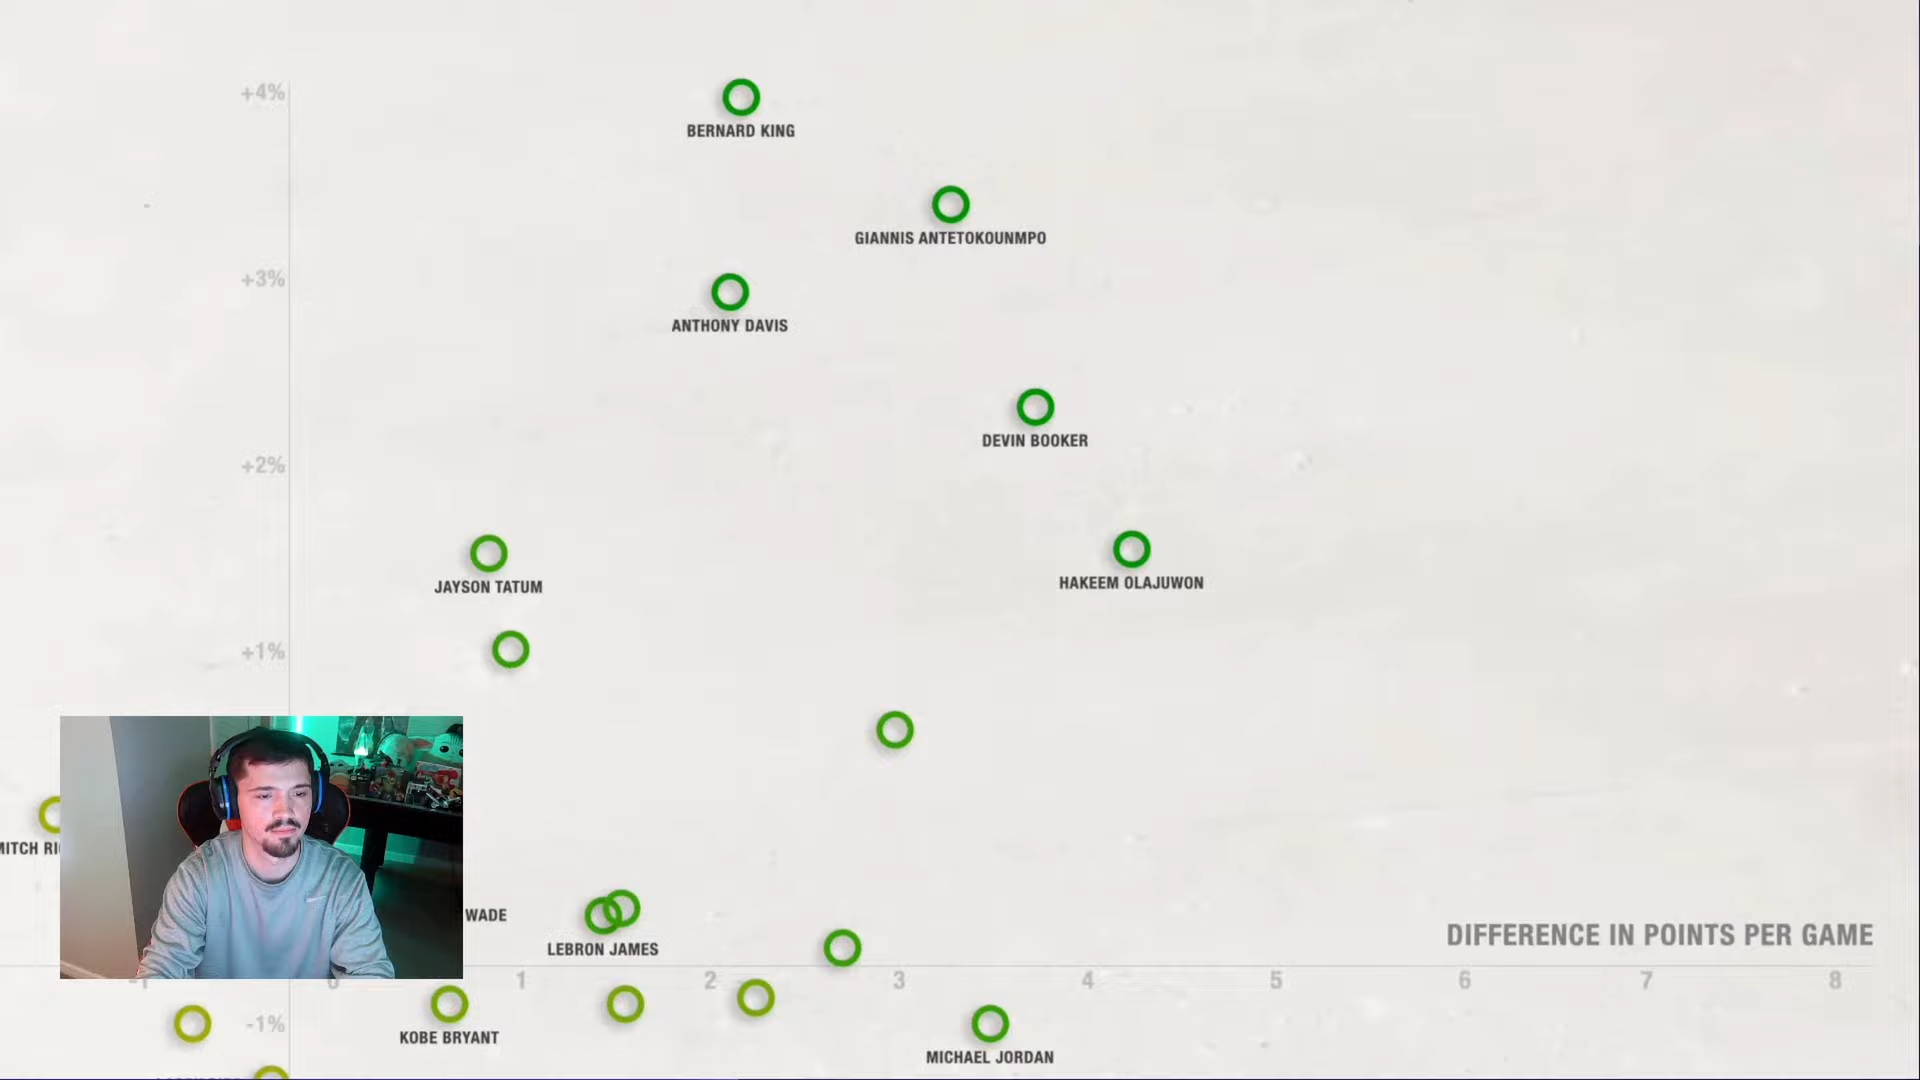 +4%
BERNARD KING
GIANNIS ANTETOKOUNMPO
+3%
ANTHONY DAVIS
DEVIN BOOKER
+2%
JAYSON TATUM
HAKEEM OLAJUWON
+1%
MITCH
WADE
LEBRON JAMES
DIFFERENCE IN POINTS PER GAME
-1 0 1 2 3 4 5 6 7 8
-1%
KOBE BRYANT
MICHAEL JORDAN